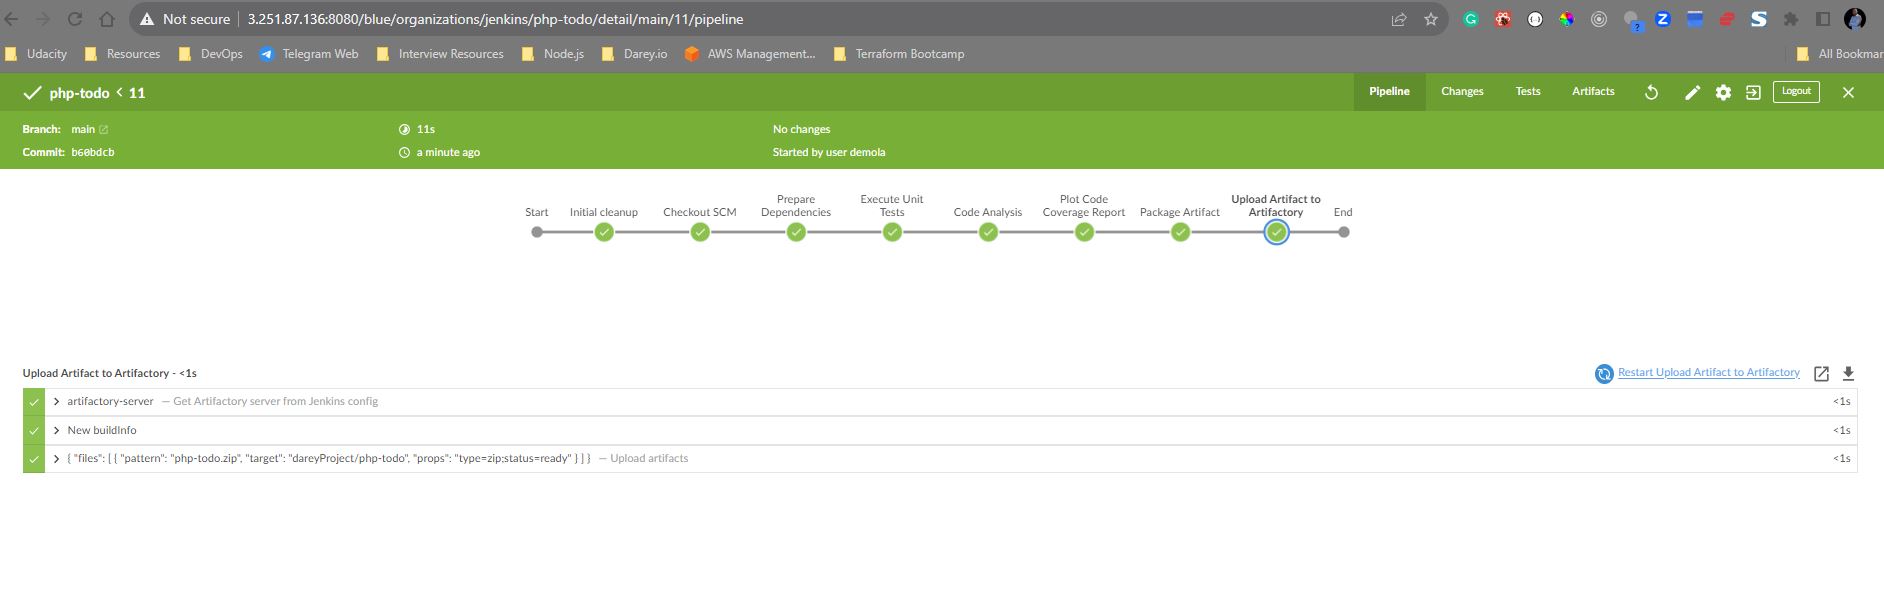 Not secure | 3.251.87.136:8080/blue/organizations/jenkins/php-todo/detail/main/11/pipeline
Udacity Resources DevOps Telegram Web Interview Resources Node.js Darey.io AWS Management... Terraform Bootcamp All Bookmar
php-todo < 11 Pipeline Changes Tests Artifacts Logout
Branch: main 11s No changes
Commit: b60bdcb a minute ago Started by user demola
Start Initial cleanup Checkout SCM Prepare Dependencies Execute Unit Tests Code Analysis Plot Code Coverage Report Package Artifact Upload Artifact to Artifactory End
Upload Artifact to Artifactory - <1s Restart Upload Artifact to Artifactory
artifactory-server — Get Artifactory server from Jenkins config <1s
New buildInfo <1s
{ "files": [ { "pattern": "php-todo.zip", "target": "dareyProject/php-todo", "props": "type=zip;status=ready" } ] } — Upload artifacts <1s